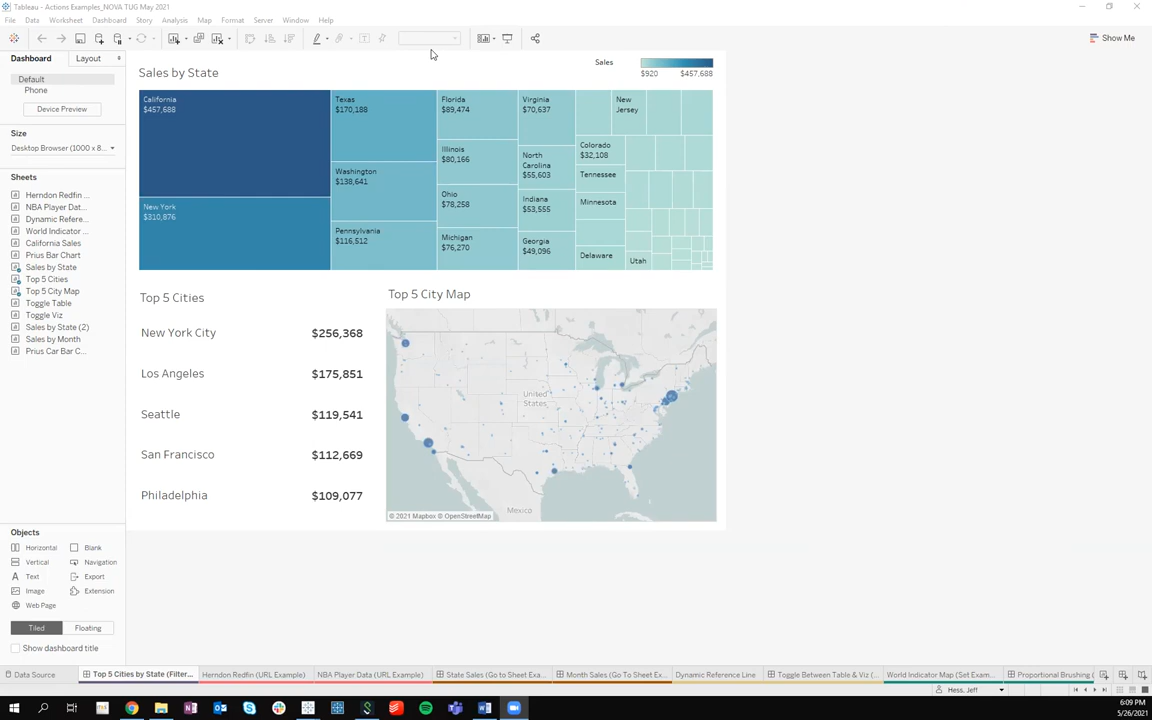 Tableau - Actions Examples_NOVA TUG May 2021
File Data Worksheet Dashboard Story Analysis Map Format Server Window Help
Show Me
Dashboard Layout
Default
Phone
Device Preview
Size
Desktop Browser (1000 x 8...
Sheets
Herndon Redfin ...
NBA Player Dat...
Dynamic Refere...
World Indicator ...
California Sales
Prius Bar Chart
Sales by State
Top 5 Cities
Top 5 City Map
Toggle Table
Toggle Viz
Sales by State (2)
Sales by Month
Prius Car Bar C...
Objects
Horizontal Blank
Vertical Navigation
Text Export
Image Extension
Web Page
Tiled Floating
Show dashboard title
Sales by State
Sales
$920 $457,688
California
$457,688
New York
$310,876
Texas
$170,188
Washington
$138,641
Pennsylvania
$116,512
Florida
$89,474
Illinois
$80,166
Ohio
$78,258
Michigan
$76,270
Virginia
$70,637
North
Carolina
$55,603
Indiana
$53,555
Georgia
$49,096
New
Jersey
Colorado
$32,108
Tennessee
Minnesota
Delaware
Utah
Top 5 Cities
New York City $256,368
Los Angeles $175,851
Seattle $119,541
San Francisco $112,669
Philadelphia $109,077
Top 5 City Map
United
States
Mexico
© 2021 Mapbox © OpenStreetMap
Data Source Top 5 Cities by State (Filter... Herndon Redfin (URL Example) NBA Player Data (URL Example) State Sales (Go to Sheet Exa... Month Sales (Go To Sheet Ex... Dynamic Reference Line Toggle Between Table & Viz (... World Indicator Map (Set Exam... Proportional Brushing (
Hess, Jeff
6:09 PM
5/26/2021